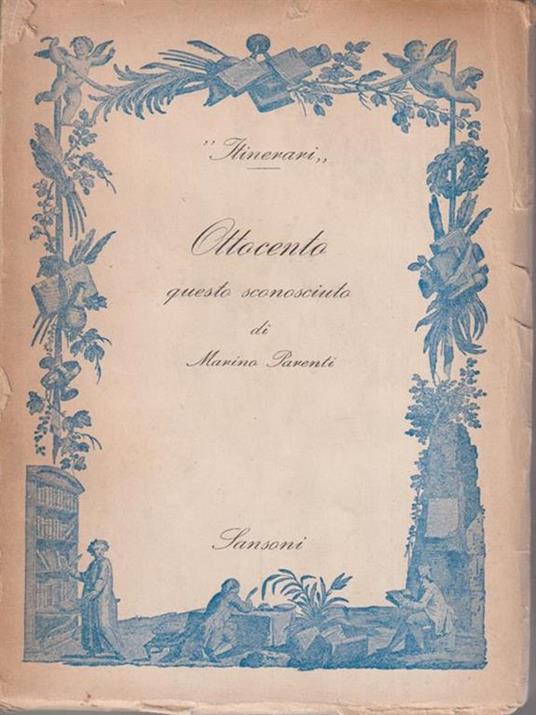 "Itinerari„
Ottocento
questo sconosciuto
di
Marino Parenti
Sansoni